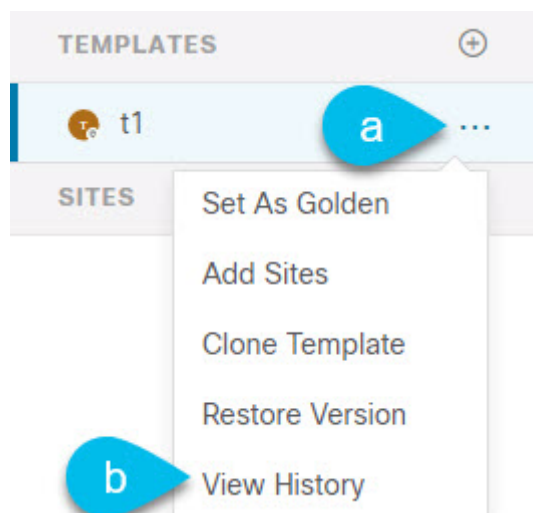 TEMPLATES
t1
a
SITES
Set As Golden
Add Sites
Clone Template
Restore Version
b
View History